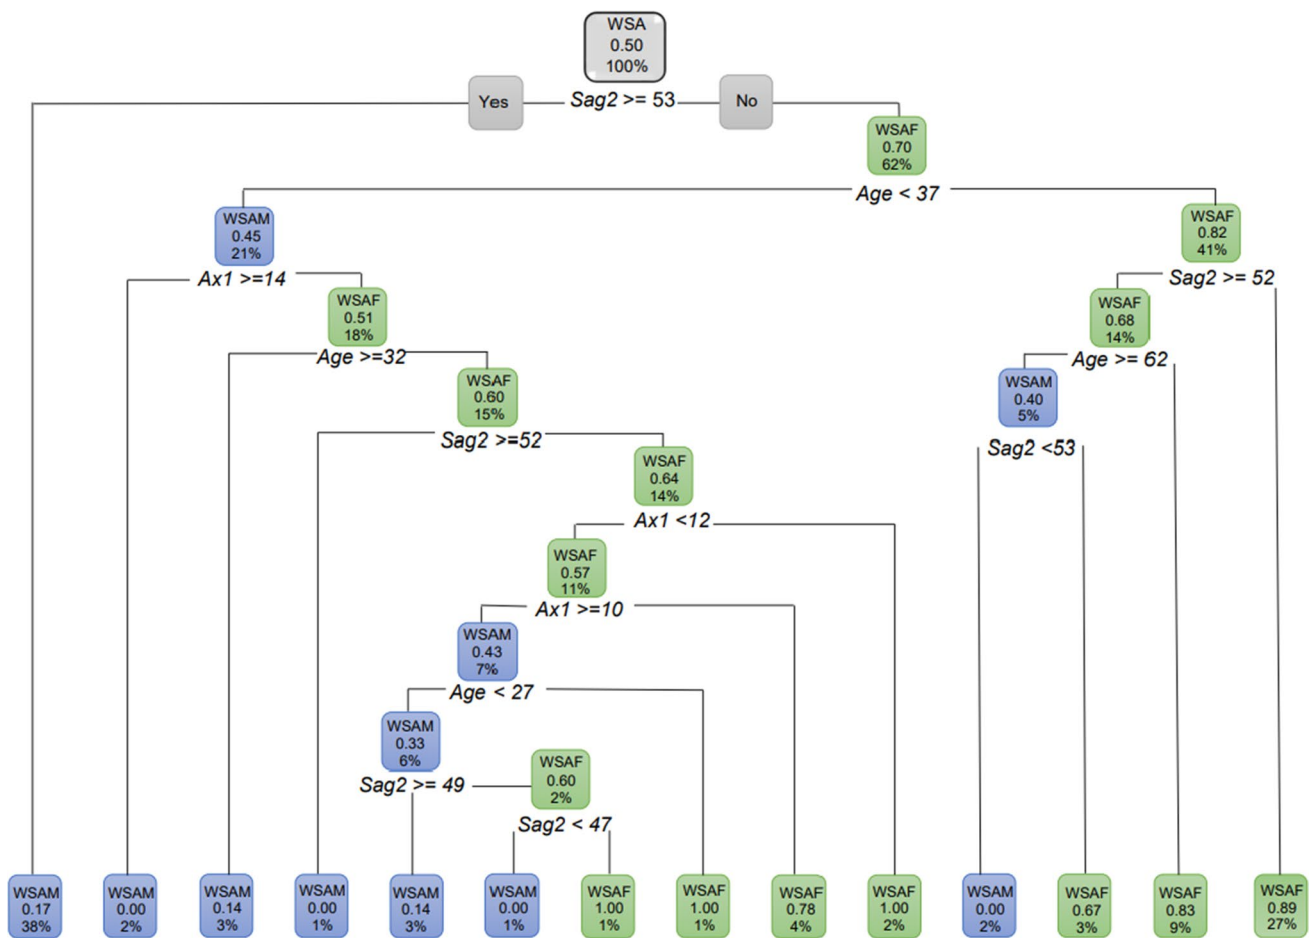 WSA
0.50
100%
Yes
Sag2 >= 53
No
WSAF
0.70
62%
Age < 37
WSAM
0.45
21%
WSAF
0.82
41%
Ax1 >=14
Sag2 >= 52
WSAF
0.51
18%
WSAF
0.68
14%
Age >=32
Age >= 62
WSAF
0.60
15%
WSAM
0.40
5%
Sag2 >=52
Sag2 <53
WSAF
0.64
14%
Ax1 <12
WSAF
0.57
11%
Ax1 >=10
WSAM
0.43
7%
Age < 27
WSAM
0.33
6%
WSAF
0.60
2%
Sag2 >= 49
Sag2 < 47
WSAM
0.17
38%
WSAM
0.00
2%
WSAM
0.14
3%
WSAM
0.00
1%
WSAM
0.14
3%
WSAM
0.00
1%
WSAF
1.00
1%
WSAF
1.00
1%
WSAF
0.78
4%
WSAF
1.00
2%
WSAM
0.00
2%
WSAF
0.67
3%
WSAF
0.83
9%
WSAF
0.89
27%